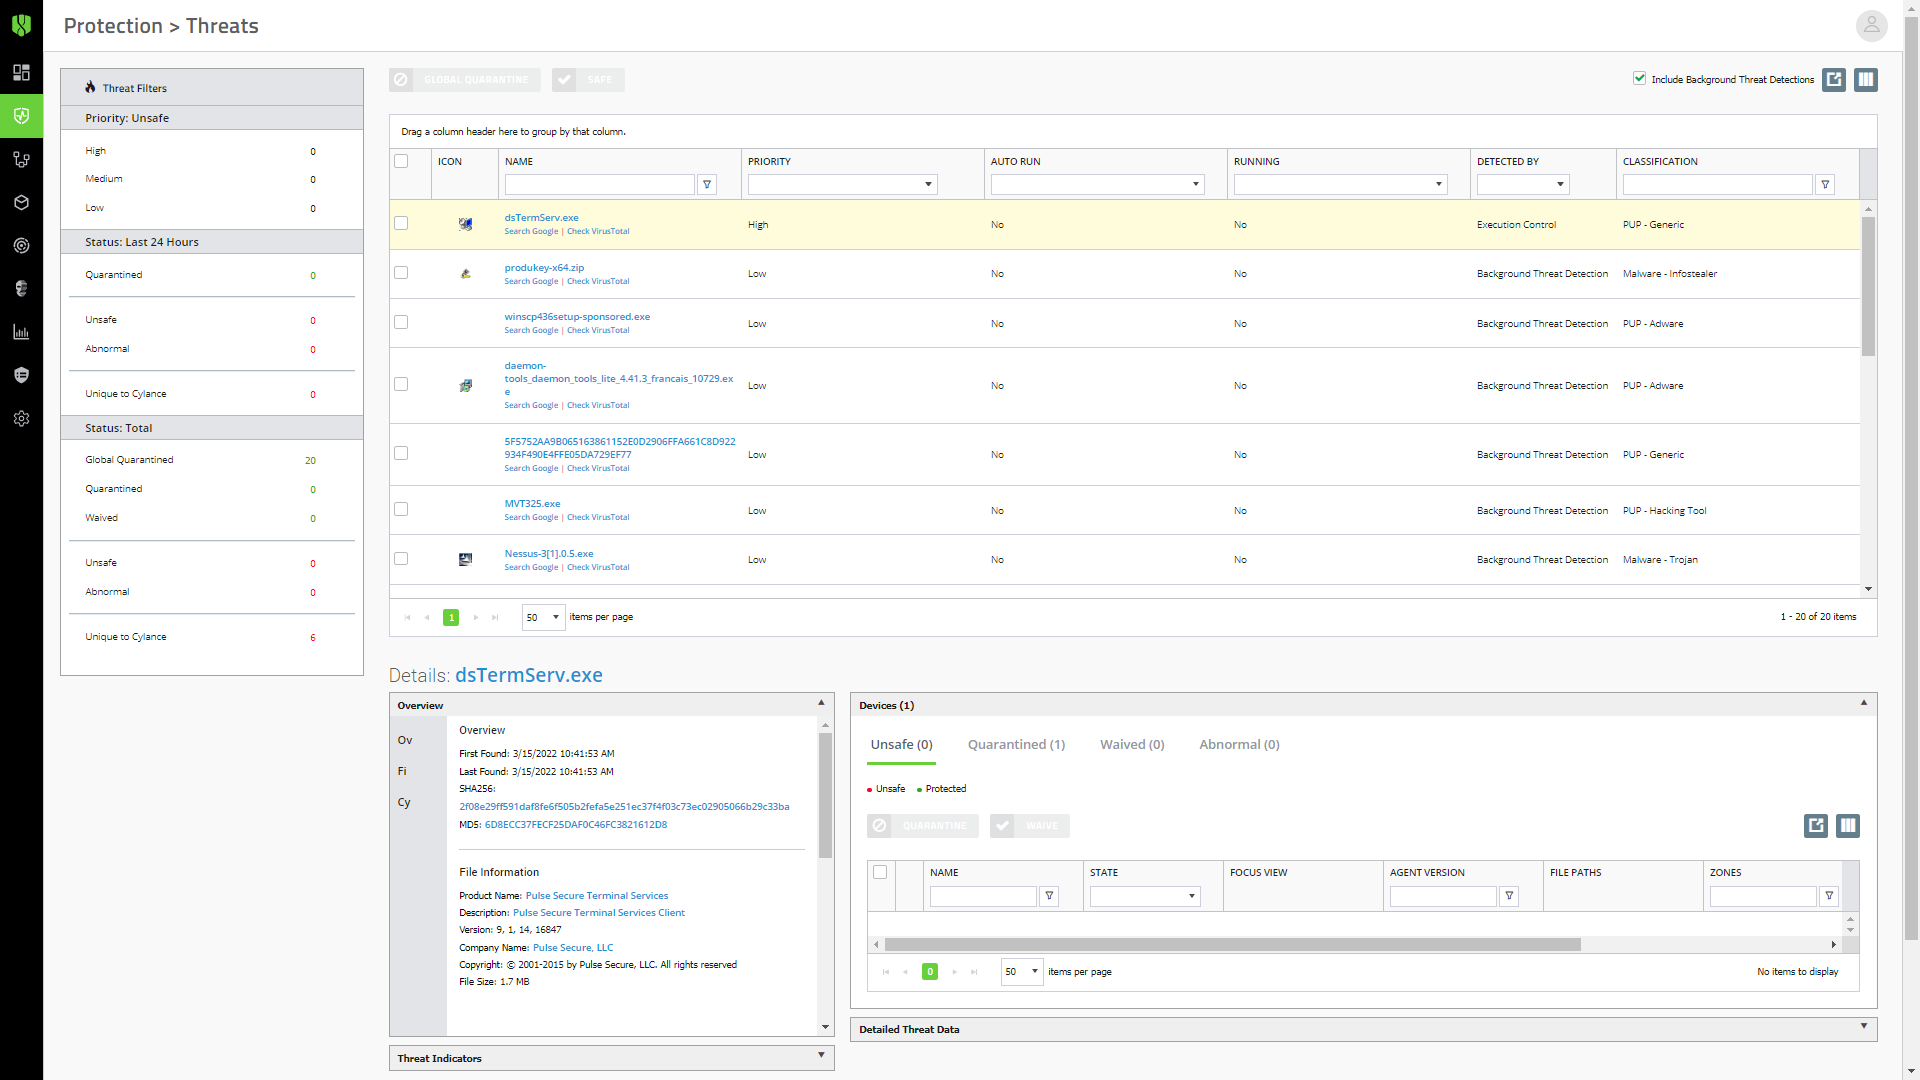 Protection > Threats
Threat Filters
Priority: Unsafe
High 0
Medium 0
Low 0
Status: Last 24 Hours
Quarantined 0
Unsafe 0
Abnormal 0
Unique to Cylance 0
Status: Total
Global Quarantined 20
Quarantined 0
Waived 0
Unsafe 0
Abnormal 0
Unique to Cylance 6
GLOBAL QUARANTINE SAFE
Include Background Threat Detections
Drag a column header here to group by that column.
ICON NAME PRIORITY AUTO RUN RUNNING DETECTED BY CLASSIFICATION
dsTermServ.exe
Search Google | Check VirusTotal
High No No Execution Control PUP - Generic
produkey-x64.zip
Search Google | Check VirusTotal
Low No No Background Threat Detection Malware - Infostealer
winscp436setup-sponsored.exe
Search Google | Check VirusTotal
Low No No Background Threat Detection PUP - Adware
daemon-
tools_daemon_tools_lite_4.41.3_francais_10729.ex
e
Search Google | Check VirusTotal
Low No No Background Threat Detection PUP - Adware
5F5752AA9B065163861152E0D2906FFA661C8D922
934F490E4FFE05DA729EF77
Search Google | Check VirusTotal
Low No No Background Threat Detection PUP - Generic
MVT325.exe
Search Google | Check VirusTotal
Low No No Background Threat Detection PUP - Hacking Tool
Nessus-3[1].0.5.exe
Search Google | Check VirusTotal
Low No No Background Threat Detection Malware - Trojan
1 50 items per page 1 - 20 of 20 items
Details: dsTermServ.exe
Overview
Ov
Fi
Cy
Overview
First Found: 3/15/2022 10:41:53 AM
Last Found: 3/15/2022 10:41:53 AM
SHA256:
2f08e29ff591daf8fe6f505b2fefa5e251ec37f4f03c73ec02905066b29c33ba
MD5: 6D8ECC37FECF25DAF0C46FC3821612D8
File Information
Product Name: Pulse Secure Terminal Services
Description: Pulse Secure Terminal Services Client
Version: 9, 1, 14, 16847
Company Name: Pulse Secure, LLC
Copyright: © 2001-2015 by Pulse Secure, LLC. All rights reserved
File Size: 1.7 MB
Threat Indicators
Devices (1)
Unsafe (0) Quarantined (1) Waived (0) Abnormal (0)
Unsafe Protected
QUARANTINE WAIVE
NAME STATE FOCUS VIEW AGENT VERSION FILE PATHS ZONES
0 50 items per page No items to display
Detailed Threat Data